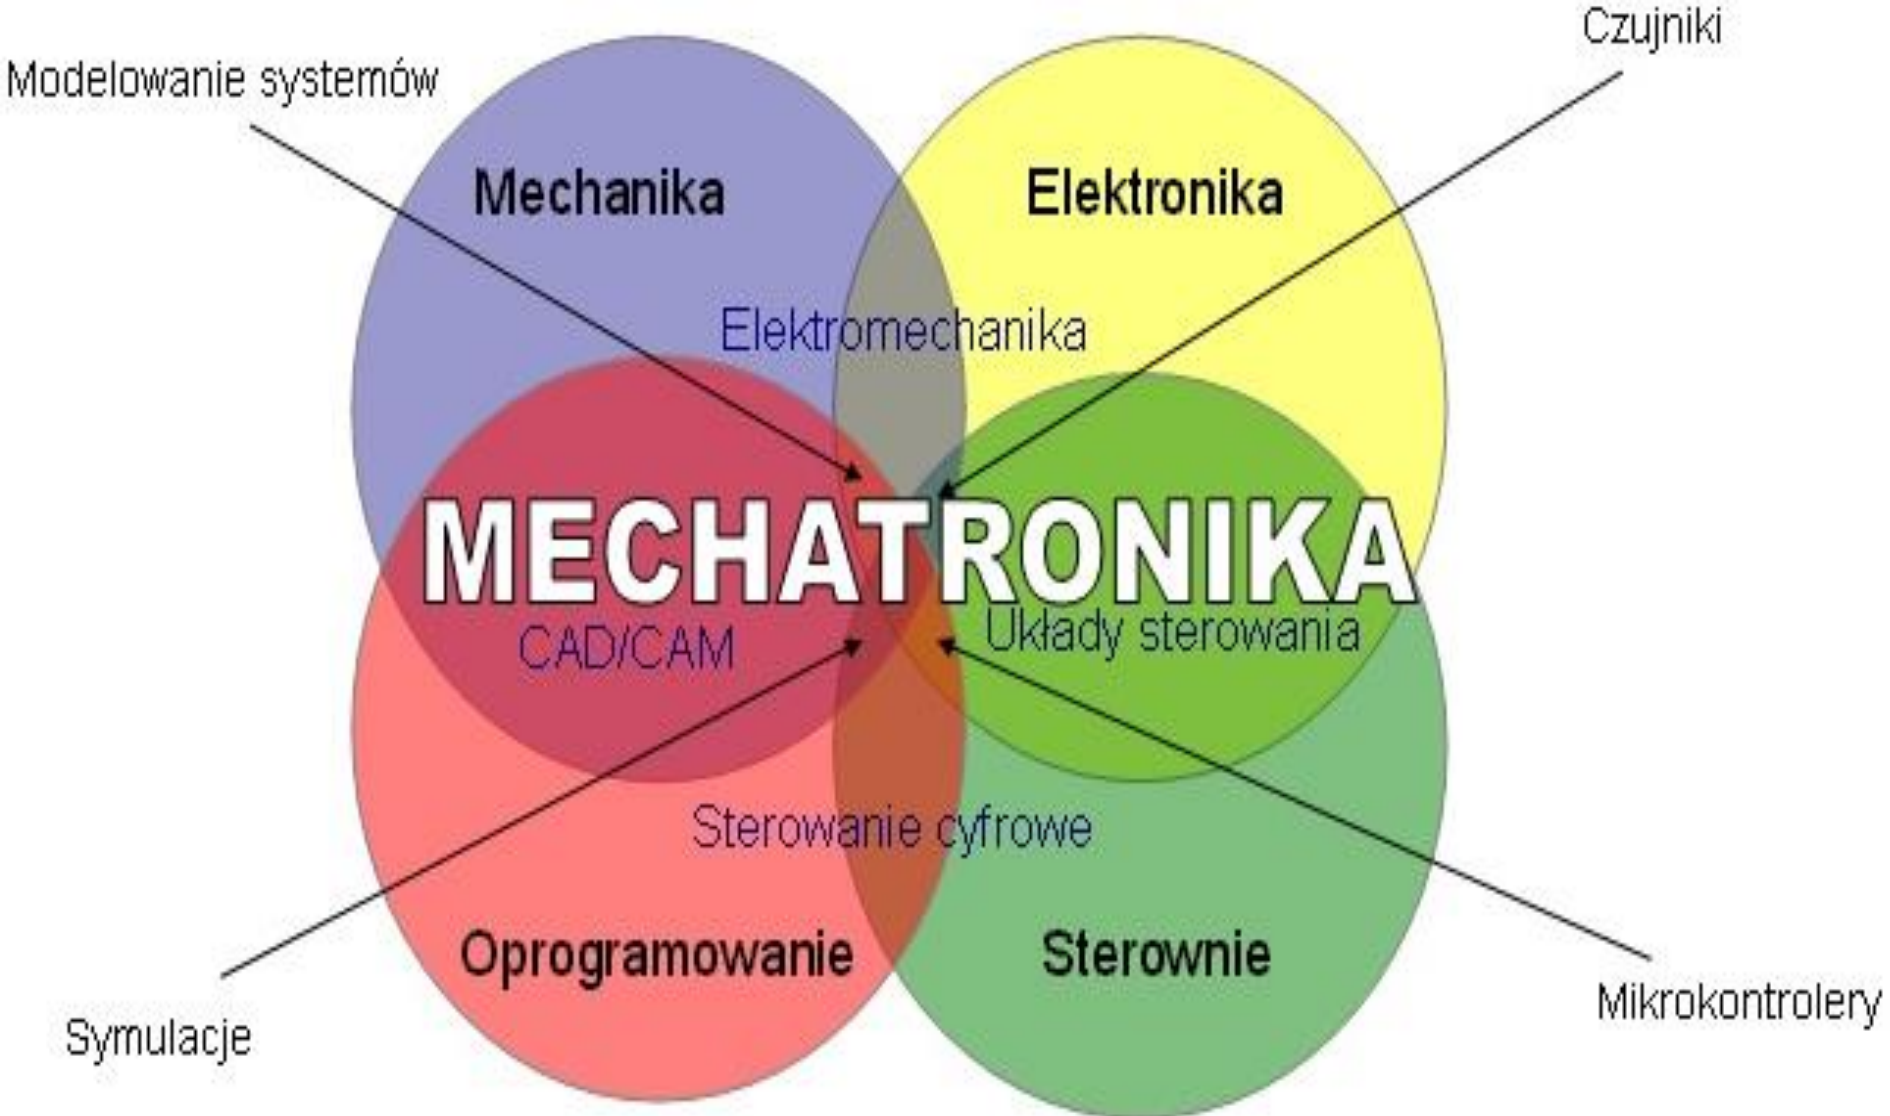 Czujniki
Modelowanie systemów
Mechanika
Elektronika
Elektromechanika
MECHATRONIKA
CAD/CAM
Układy sterowania
Sterowanie cyfrowe
Oprogramowanie
Sterownie
Mikrokontrolery
Symulacje